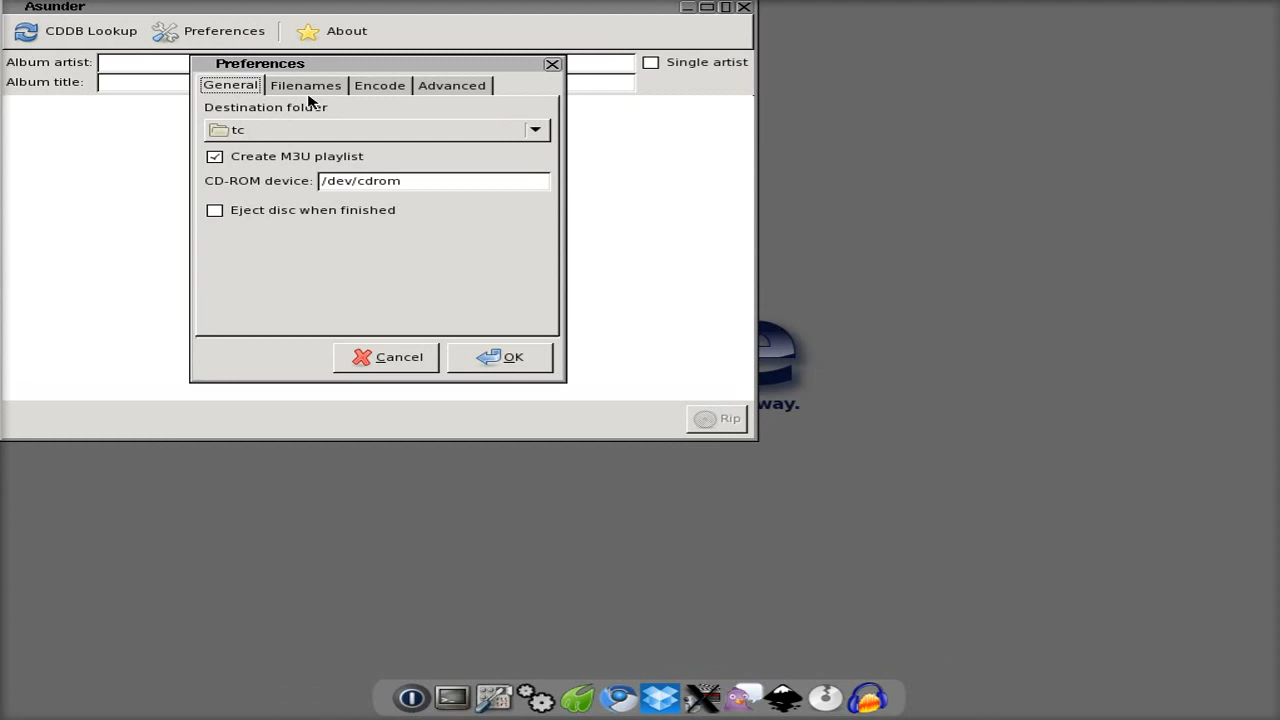 Asunder
CDDB Lookup Preferences About
Album artist: Single artist
Album title:
Preferences
General Filenames Encode Advanced
Destination folder
tc
Create M3U playlist
CD-ROM device: /dev/cdrom
Eject disc when finished
Cancel OK
way.
Rip